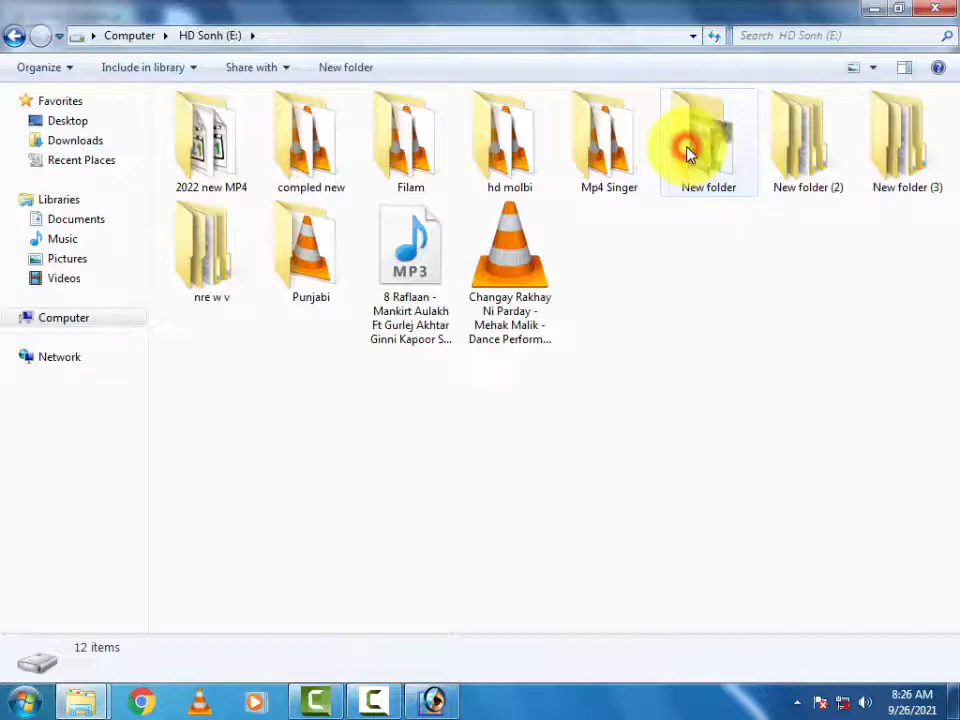 Computer HD Sonh (E:) Search HD Sonh (E:)
Organize Include in library Share with New folder
Favorites
Desktop
Downloads
Recent Places
Libraries
Documents
Music
Pictures
Videos
Computer
Network
2022 new MP4 compled new Filam hd molbi Mp4 Singer New folder New folder (2) New folder (3)
nre w v Punjabi
MP3
8 Raflaan -
Mankirt Aulakh
Ft Gurlej Akhtar
Ginni Kapoor S...
Changay Rakhay
Ni Parday -
Mehak Malik -
Dance Perform...
12 items
8:26 AM
9/26/2021